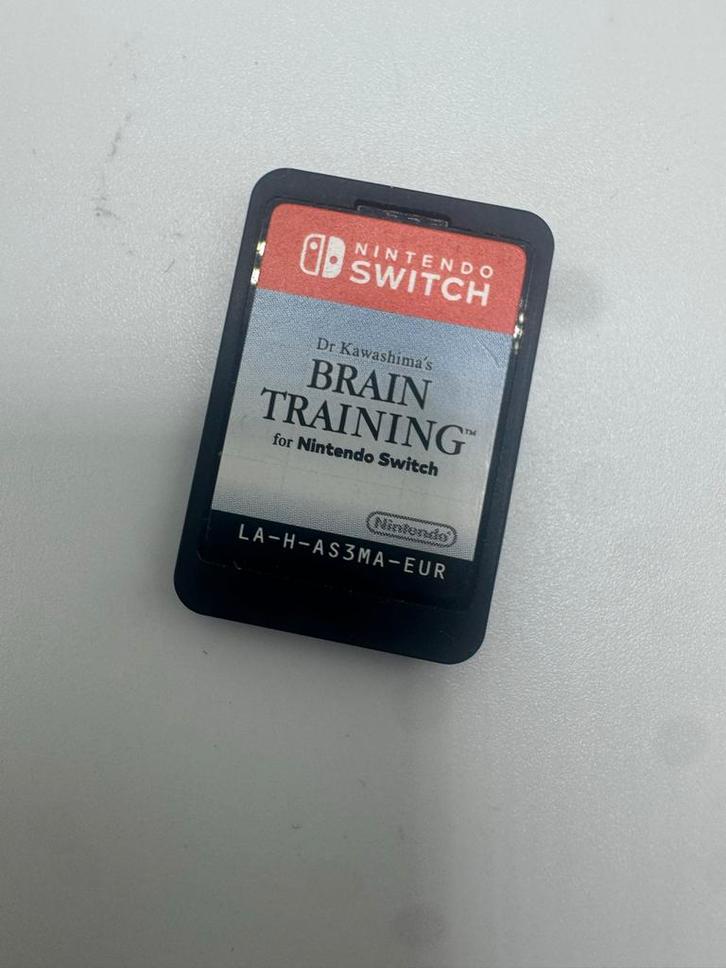 NINTENDO
SWITCH
Dr Kawashima's
BRAIN
TRAINING™
for Nintendo Switch
Nintendo®
LA-H-AS3MA-EUR